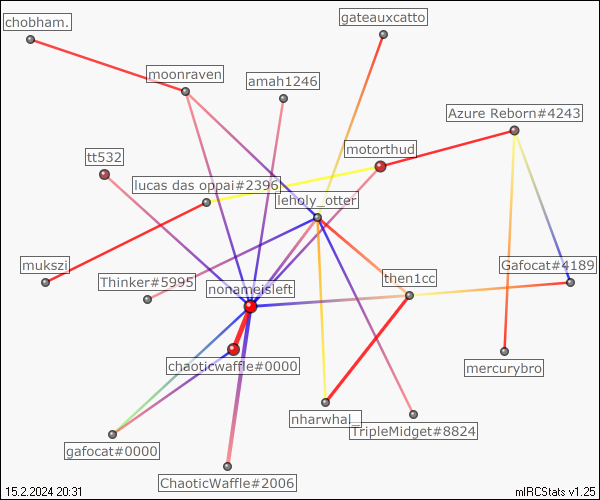 chobham.
gateauxcatto
moonraven
amah1246
Azure Reborn#4243
tt532
motorthud
lucas das oppai#2396
leholy_otter
mukszi
Thinker#5995
nonameisleft
then1cc
Gafocat#4189
chaoticwaffle#0000
mercurybro
nharwhal_
TripleMidget#8824
gafocat#0000
ChaoticWaffle#2006
15.2.2024 20:31
mIRCStats v1.25